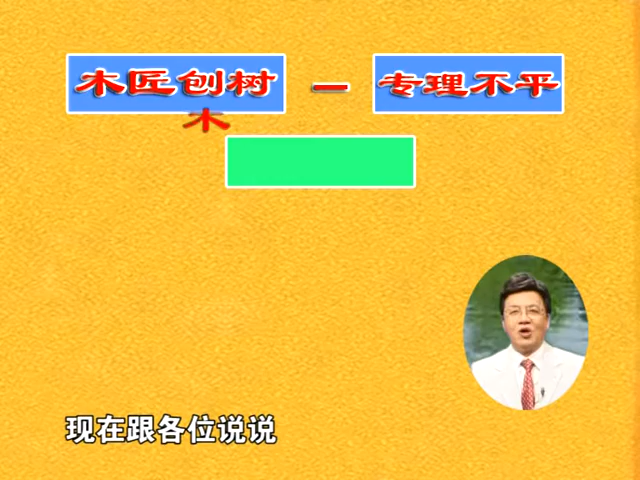 木匠刨树 — 专理不平
木
现在跟各位说说